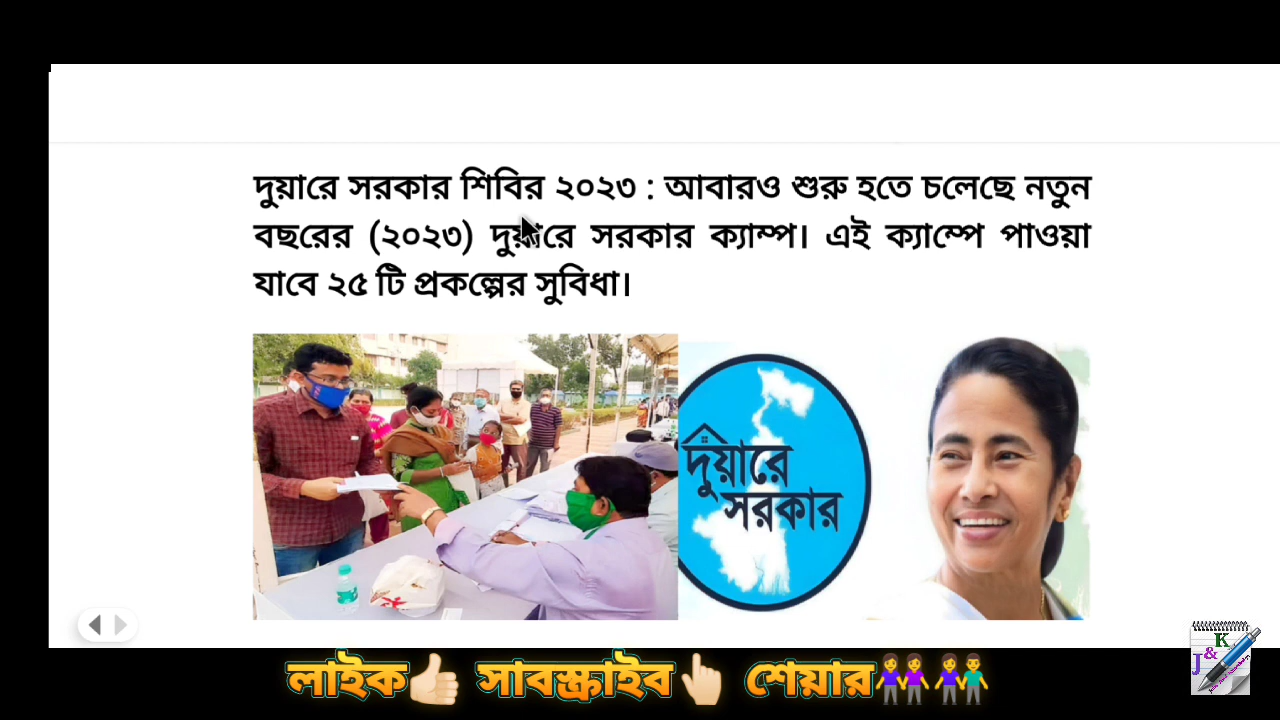 দুয়ারে সরকার শিবির ২০২৩ : আবারও শুরু হতে চলেছে নতুন
বছরের (২০২৩) দুয়ারে সরকার ক্যাম্প। এই ক্যাম্পে পাওয়া
যাবে ২৫ টি প্রকল্পের সুবিধা।
দুয়ারে
সরকার
লাইক👍🏻 সাবস্ক্রাইব👆🏻 শেয়ার👭👫
J&K